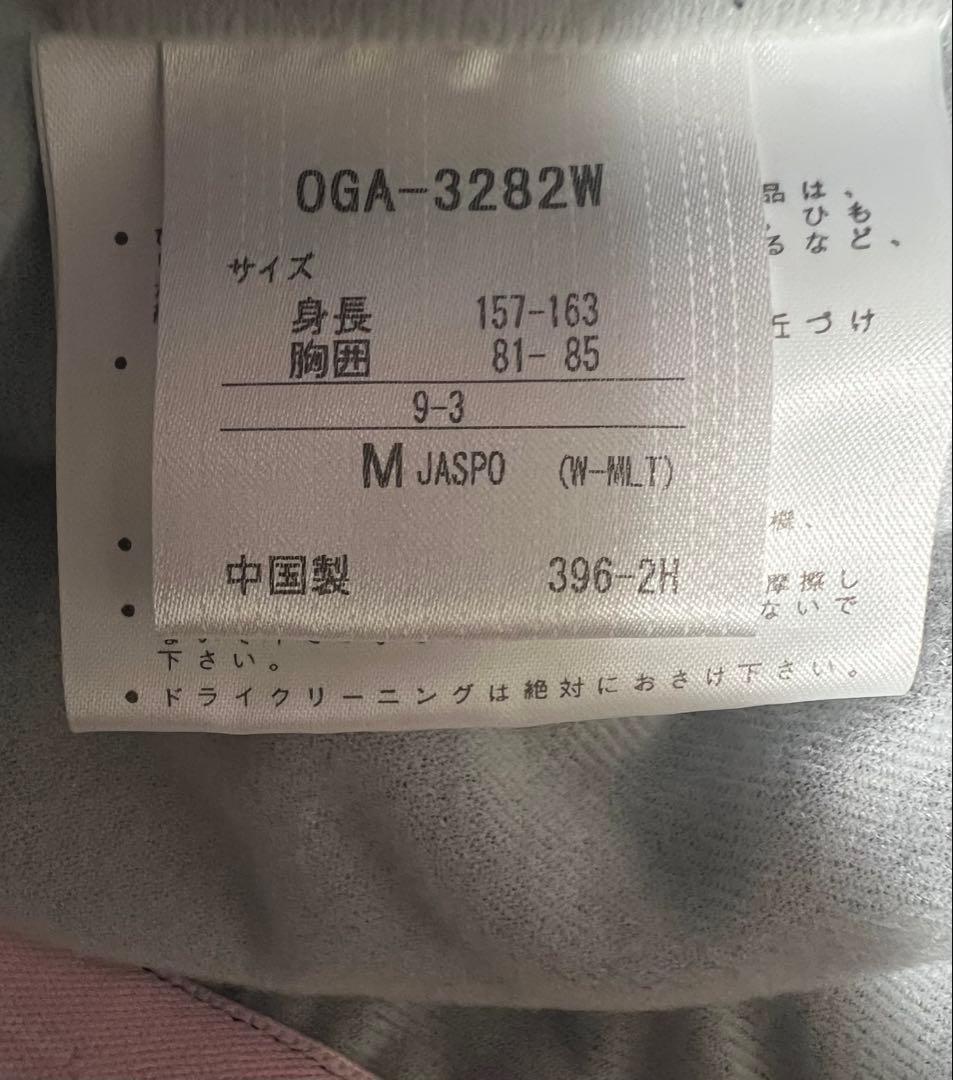 OGA-3282W
サイズ
身長 157-163
胸囲 81- 85
9-3
M JASPO (W-MLT)
中国製 396-2H
品は、
ひも
るなど、
づけ
摩擦し
ないで
下さい。
● ドライクリーニングは絶対におさけ下さい。